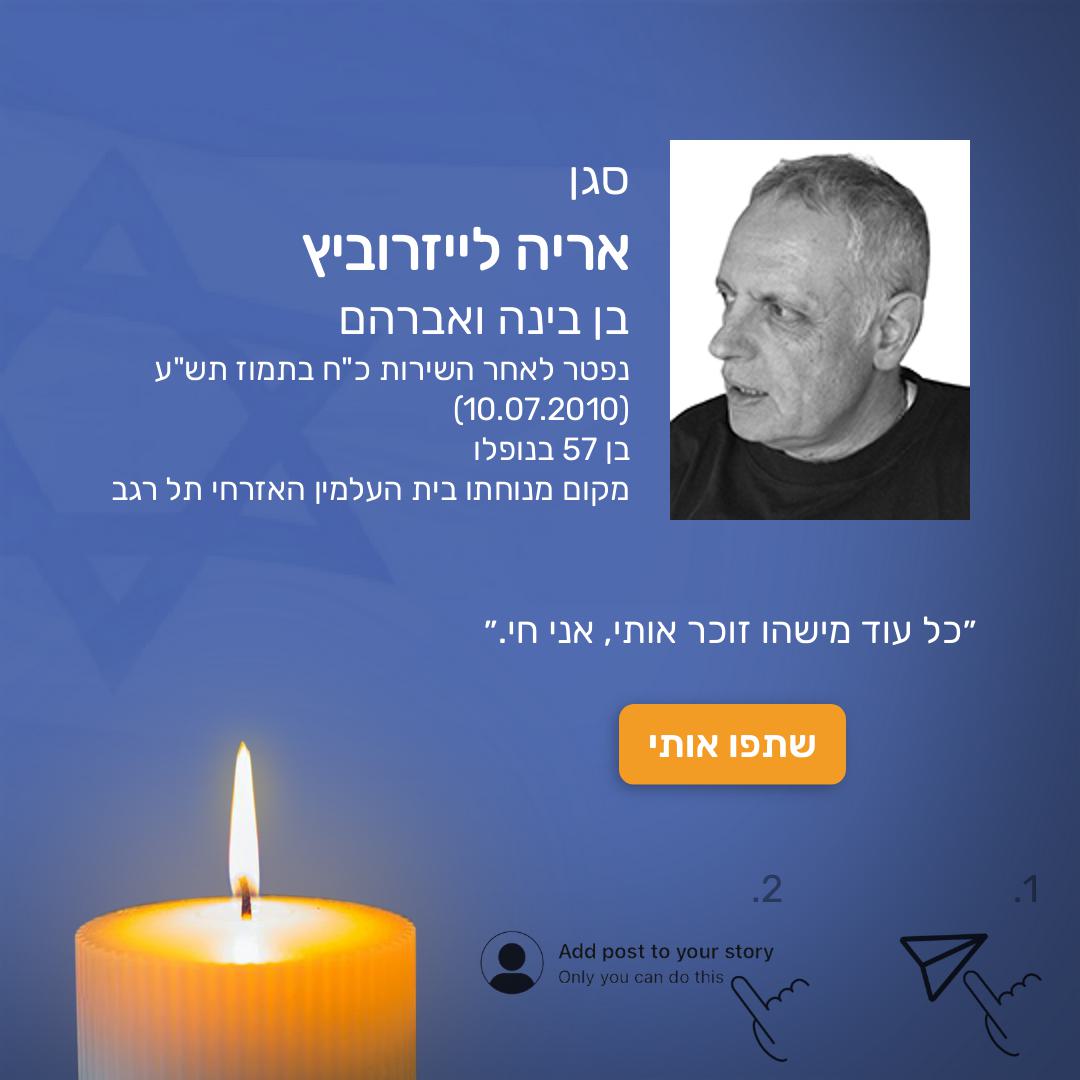 סגן
אריה לייזרוביץ
בן בינה ואברהם
נפטר לאחר השירות כ"ח בתמוז תש"ע
(10.07.2010)
בן 57 בנופלו
מקום מנוחתו בית העלמין האזרחי תל רגב
״כל עוד מישהו זוכר אותי, אני חי.״
שתפו אותי
1.
2.
Add post to your story
Only you can do this